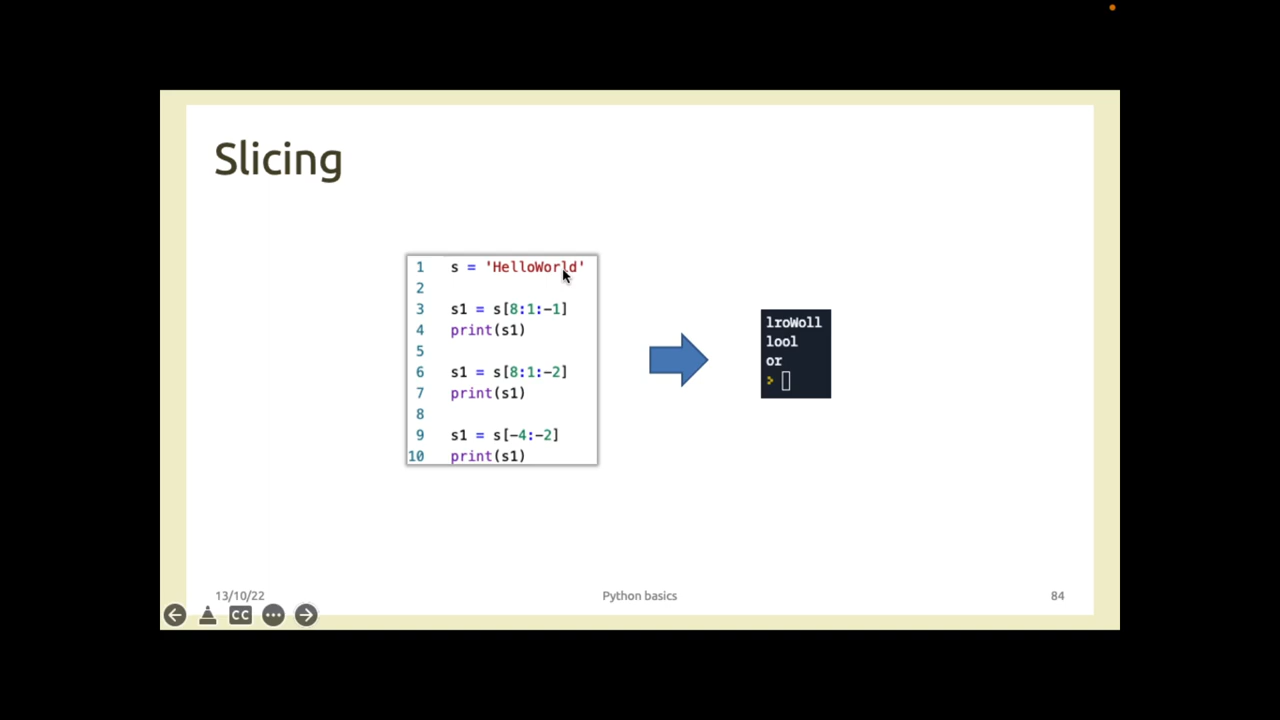 Slicing
1 s = 'HelloWorld'
2
3 s1 = s[8:1:-1]
4 print(s1)
5
6 s1 = s[8:1:-2]
7 print(s1)
8
9 s1 = s[-4:-2]
10 print(s1)
lroWoll
lool
or
13/10/22
Python basics
84
CC